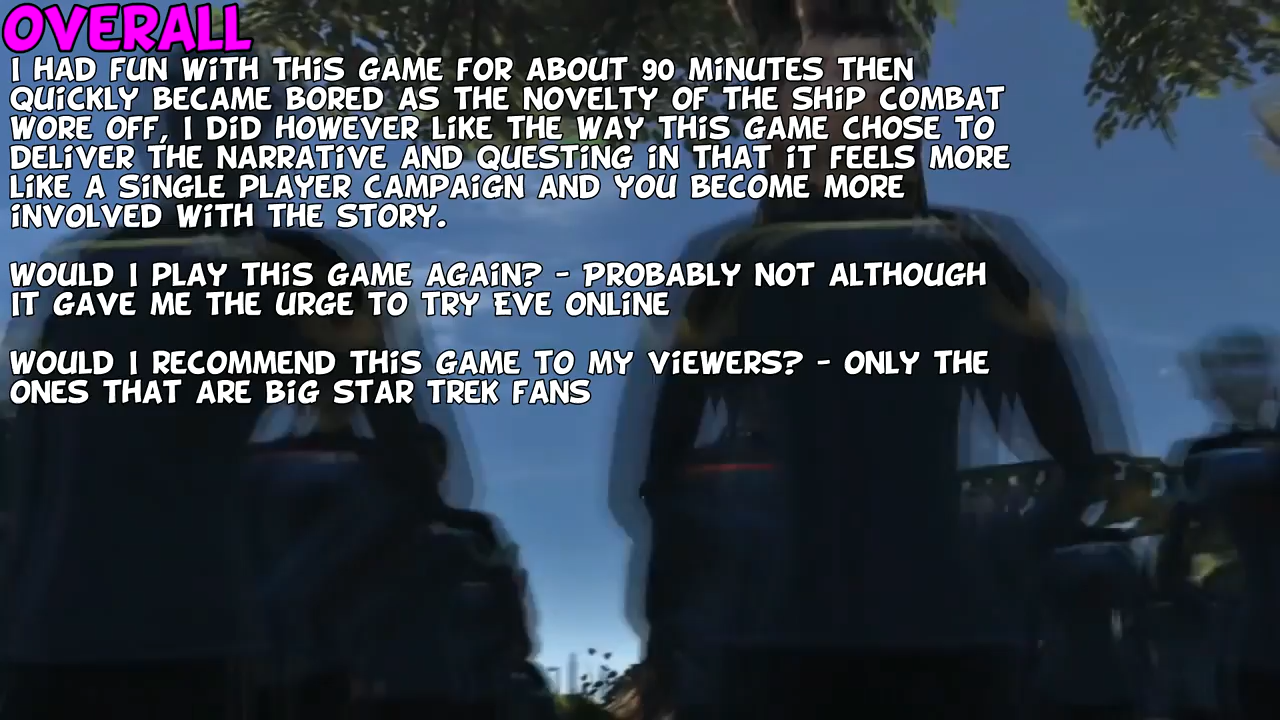 OVERALL
I HAD FUN WiTH THiS GAME FOR ABOUT 90 MiNUTES THEN
QUiCKLY BECAME BORED AS THE NOVELTY OF THE SHiP COMBAT
WORE OFF, I DiD HOWEVER LiKE THE WAY THiS GAME CHOSE TO
DELiVER THE NARRATiVE AND QUESTiNG iN THAT iT FEELS MORE
LiKE A SiNGLE PLAYER CAMPAiGN AND YOU BECOME MORE
iNVOLVED WiTH THE STORY.
WOULD I PLAY THiS GAME AGAiN? - PROBABLY NOT ALTHOUGH
IT GAVE ME THE URGE TO TRY EVE ONLiNE
WOULD I RECOMMEND THiS GAME TO MY ViEWERS? - ONLY THE
ONES THAT ARE BiG STAR TREK FANS